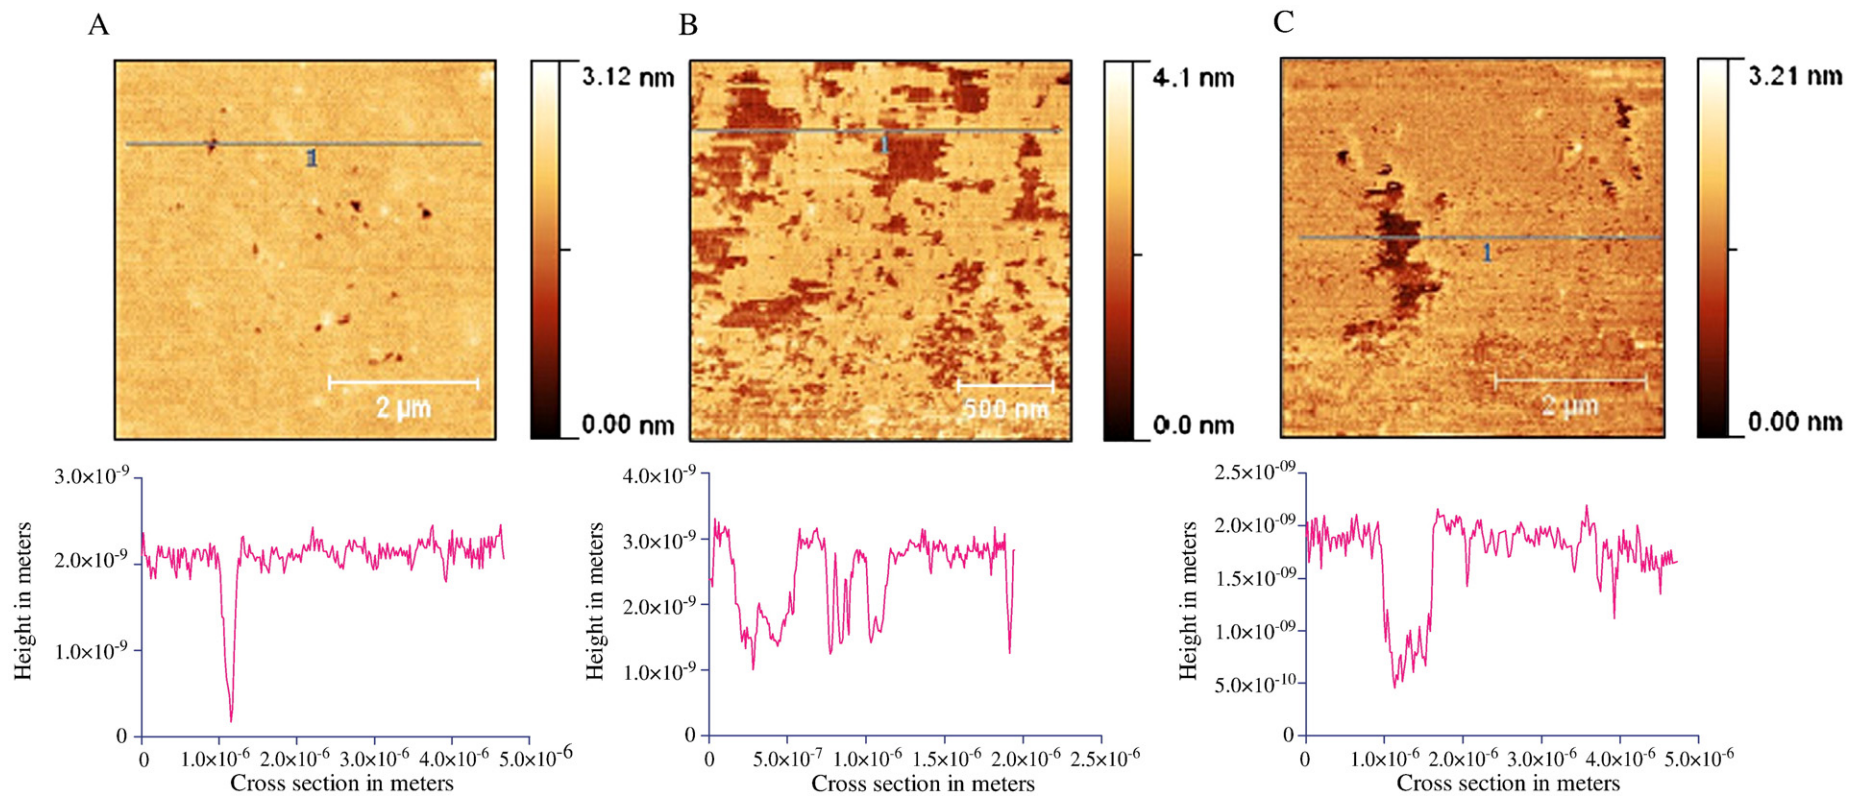 A
B
C
3.12 nm
0.00 nm
1
2 µm
4.1 nm
0.0 nm
1
500 nm
3.21 nm
0.00 nm
1
2 µm
Height in meters
3.0×10-9
2.0×10-9
1.0×10-9
0
0 1.0×10-6 2.0×10-6 3.0×10-6 4.0×10-6 5.0×10-6
Cross section in meters
Height in meters
4.0×10-9
3.0×10-9
2.0×10-9
1.0×10-9
0
0 5.0×10-7 1.0×10-6 1.5×10-6 2.0×10-6 2.5×10-6
Cross section in meters
Height in meters
2.5×10-09
2.0×10-09
1.5×10-09
1.0×10-09
5.0×10-10
0
0 1.0×10-6 2.0×10-6 3.0×10-6 4.0×10-6 5.0×10-6
Cross section in meters